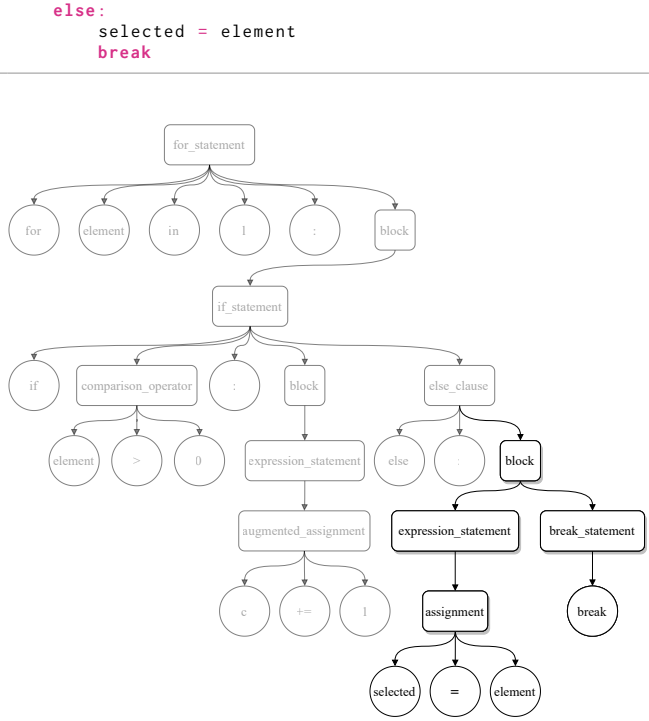 else:
    selected = element
    break
for_statement
for element in l : block
if_statement
if comparison_operator : block else_clause
element > 0 expression_statement else : block
augmented_assignment expression_statement break_statement
c += 1 assignment break
selected = element